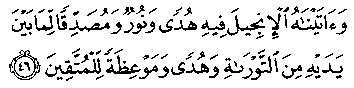 وَءَاتَيْنَٰهُ ٱلْإِنجِيلَ فِيهِ هُدًى وَنُورٌ وَمُصَدِّقًا لِّمَا بَيْنَ
يَدَيْهِ مِنَ ٱلتَّوْرَىٰةِ وَهُدًى وَمَوْعِظَةً لِّلْمُتَّقِينَ ٤٦